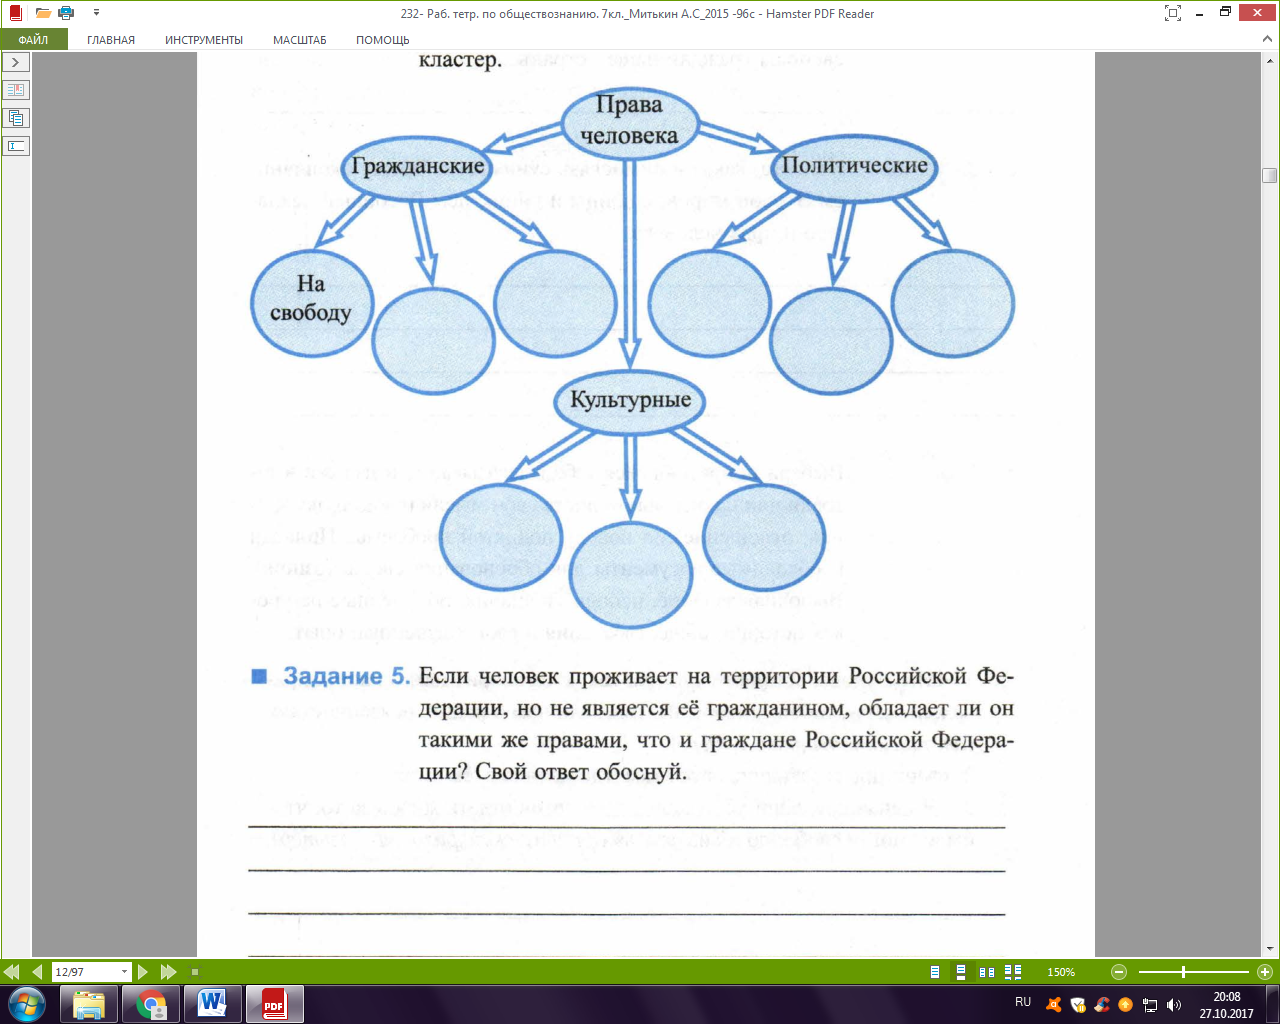 232- Раб. тетр. по обществознанию. 7кл._Митькин А.С_2015 -96с - Hamster PDF Reader
ФАЙЛ
ГЛАВНАЯ
ИНСТРУМЕНТЫ
МАСШТАБ
ПОМОЩЬ
кластер.
Права
человека
Гражданские
Политические
На
свободу
Культурные
Задание 5. Если человек проживает на территории Российской Фе-
дерации, но не является её гражданином, обладает ли он
такими же правами, что и граждане Российской Федера-
ции? Свой ответ обоснуй.
12/97
150%
PDF
RU
20:08
27.10.2017